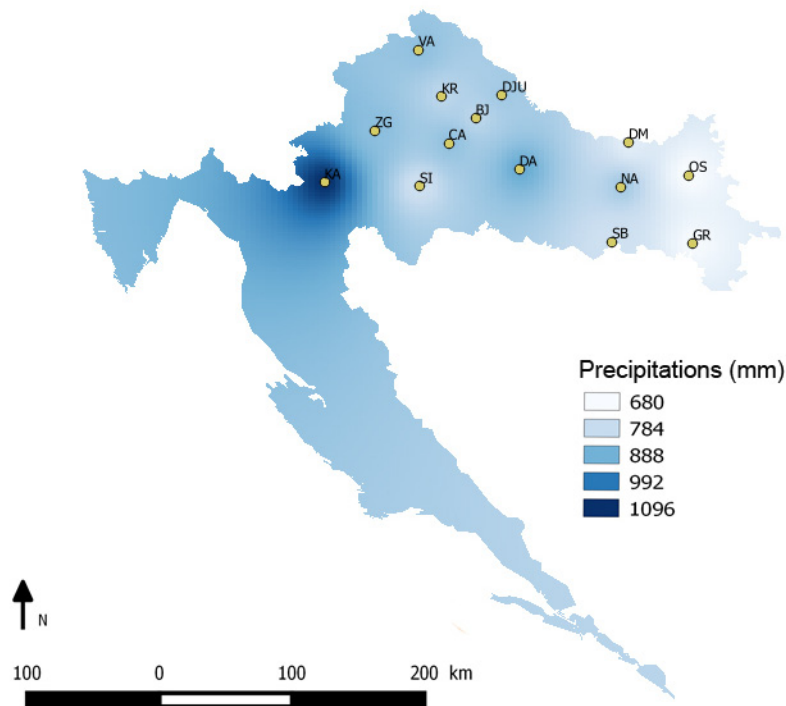 VA
KR
DJU
BJ
ZG
CA
DM
DA
OS
KA
SI
NA
SB
GR
Precipitations (mm)
680
784
888
992
1096
N
100 0 100 200 km